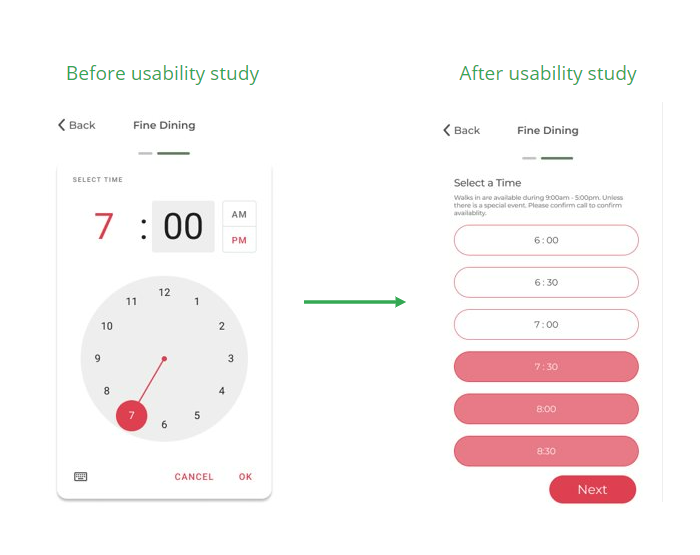 Before usability study
After usability study
Back
Fine Dining
SELECT TIME
7 : 00
AM
PM
12
1
2
3
4
5
6
7
8
9
10
11
CANCEL
OK
Back
Fine Dining
Select a Time
Walks in are available during 9:00am - 5:00pm. Unless
there is a special event. Please confirm call to confirm
availablity.
6 : 00
6 : 30
7 : 00
7 : 30
8:00
8:30
Next